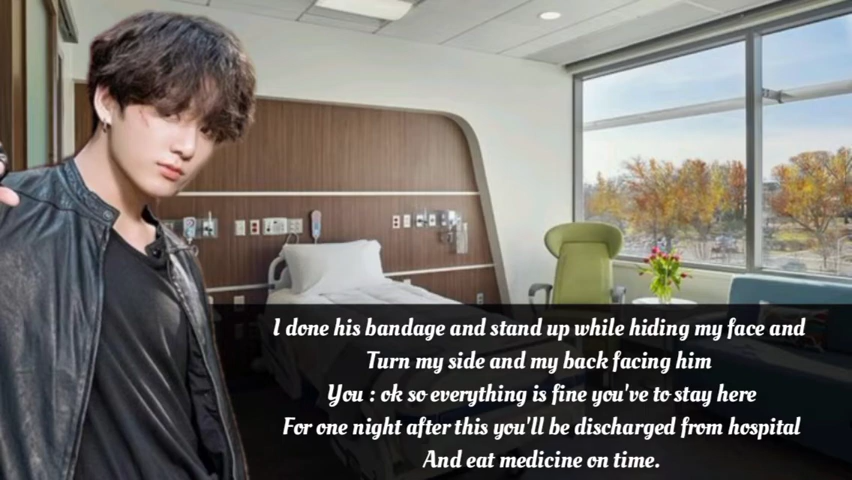 I done his bandage and stand up while hiding my face and
Turn my side and my back facing him
You : ok so everything is fine you've to stay here
For one night after this you'll be discharged from hospital
And eat medicine on time.